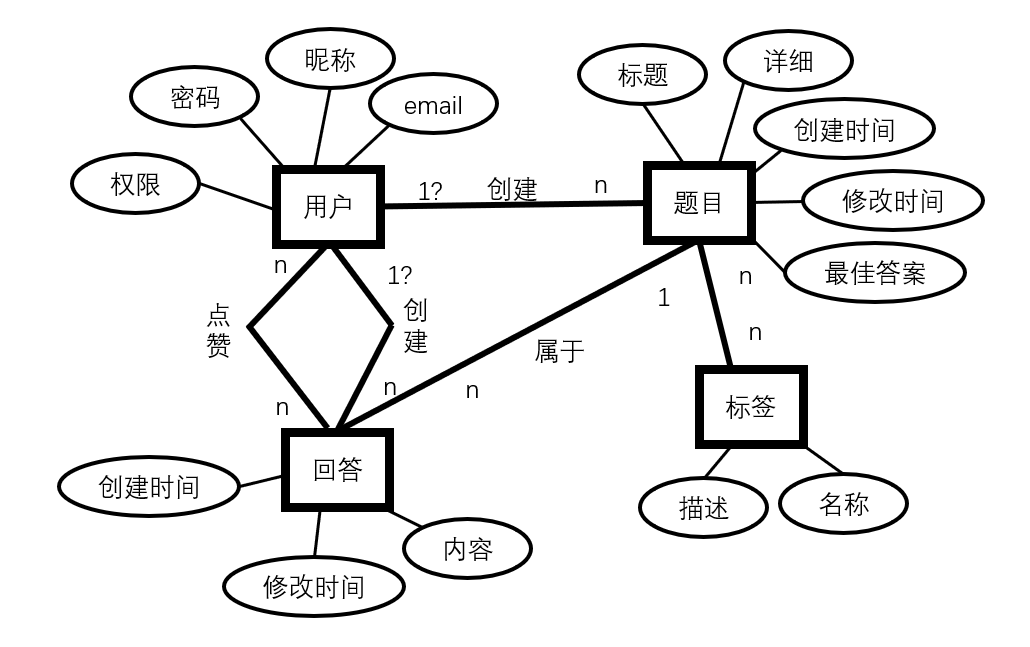 昵称
标题
详细
密码
email
创建时间
权限
用户
1?
创建
n
题目
修改时间
最佳答案
n
1?
n
1
点赞
创建
n
属于
n
n
n
标签
回答
创建时间
描述
名称
内容
修改时间